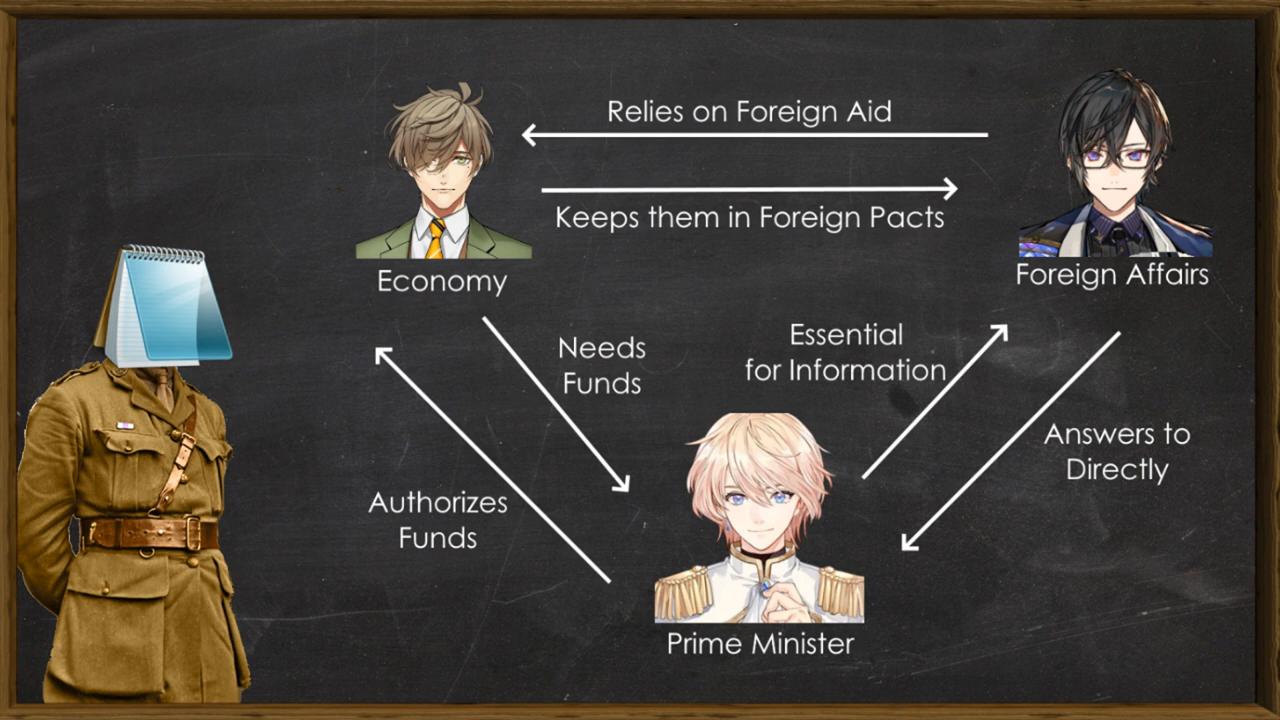 Relies on Foreign Aid
Keeps them in Foreign Pacts
Economy
Foreign Affairs
Needs
Funds
Essential
for Information
Authorizes
Funds
Answers to
Directly
Prime Minister